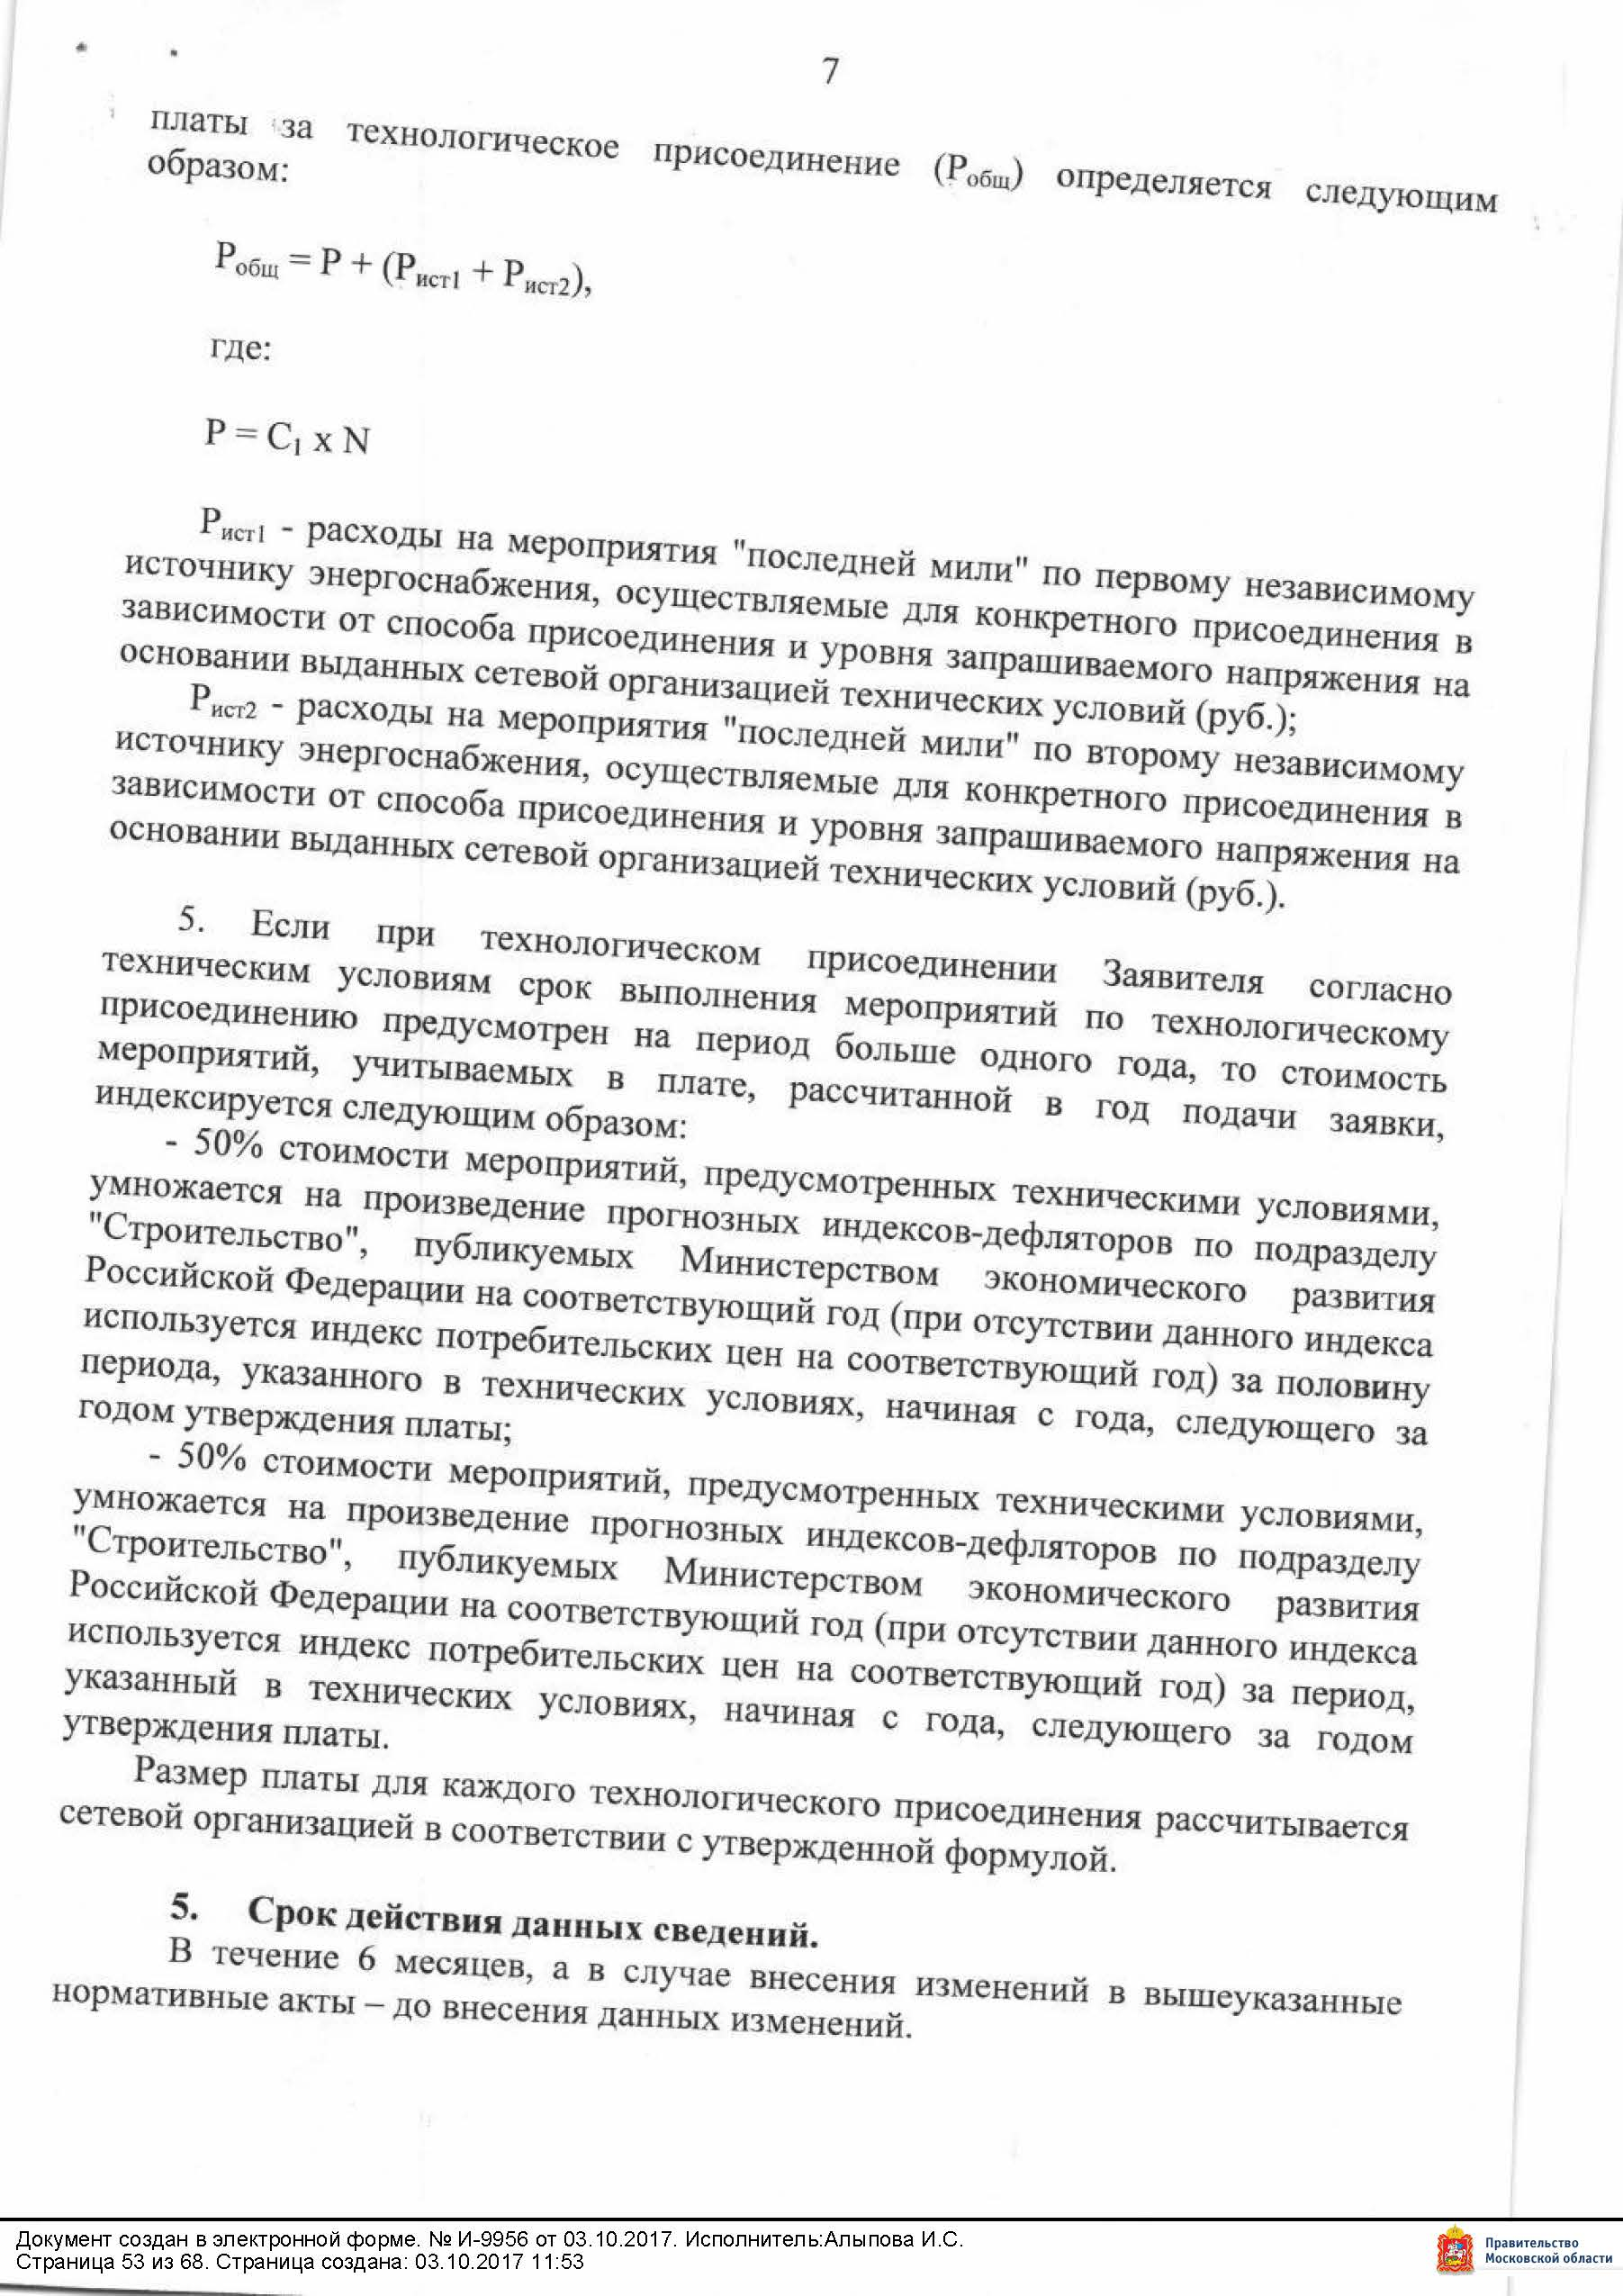 7
платы за технологическое присоединение (Робщ) определяется следующим
образом:
Робщ = Р + (Рист1 + Рист2),
где:
Р = С1 х N
Рист1 - расходы на мероприятия "последней мили" по первому независимому
источнику энергоснабжения, осуществляемые для конкретного присоединения в
зависимости от способа присоединения и уровня запрашиваемого напряжения на
основании выданных сетевой организацией технических условий (руб.);
Рист2 - расходы на мероприятия "последней мили" по второму независимому
источнику энергоснабжения, осуществляемые для конкретного присоединения в
зависимости от способа присоединения и уровня запрашиваемого напряжения на
основании выданных сетевой организацией технических условий (руб.).
5. Если при технологическом присоединении Заявителя согласно
техническим условиям срок выполнения мероприятий по технологическому
присоединению предусмотрен на период больше одного года, то стоимость
мероприятий, учитываемых в плате, рассчитанной в год подачи заявки,
индексируется следующим образом:
- 50% стоимости мероприятий, предусмотренных техническими условиями,
умножается на произведение прогнозных индексов-дефляторов по подразделу
"Строительство", публикуемых Министерством экономического развития
Российской Федерации на соответствующий год (при отсутствии данного индекса
используется индекс потребительских цен на соответствующий год) за половину
периода, указанного в технических условиях, начиная с года, следующего за
годом утверждения платы;
- 50% стоимости мероприятий, предусмотренных техническими условиями,
умножается на произведение прогнозных индексов-дефляторов по подразделу
"Строительство", публикуемых Министерством экономического развития
Российской Федерации на соответствующий год (при отсутствии данного индекса
используется индекс потребительских цен на соответствующий год) за период,
указанный в технических условиях, начиная с года, следующего за годом
утверждения платы.
Размер платы для каждого технологического присоединения рассчитывается
сетевой организацией в соответствии с утвержденной формулой.
5. Срок действия данных сведений.
В течение 6 месяцев, а в случае внесения изменений в вышеуказанные
нормативные акты – до внесения данных изменений.
Документ создан в электронной форме. № И-9956 от 03.10.2017. Исполнитель:Алыпова И.С.
Страница 53 из 68. Страница создана: 03.10.2017 11:53
Правительство
Московской области